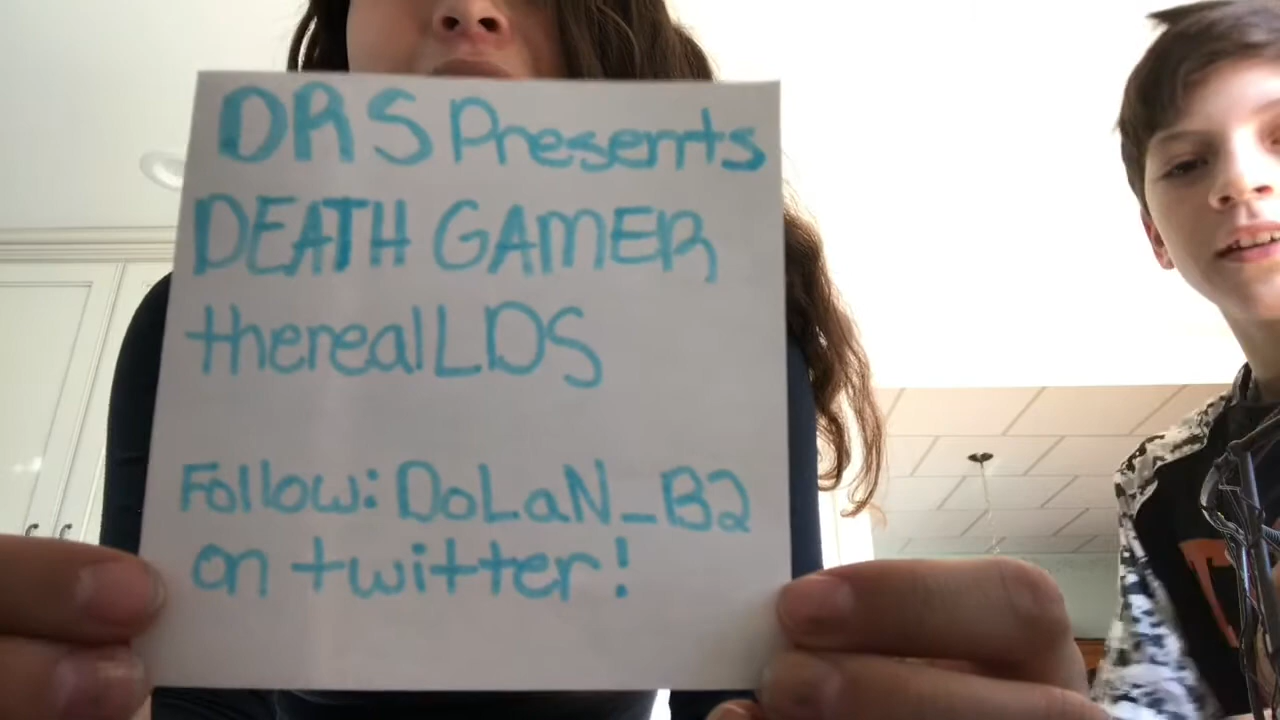 DRS Presents
DEATH GAMER
therealLDS
Follow: DoLaN_B2
on twitter!